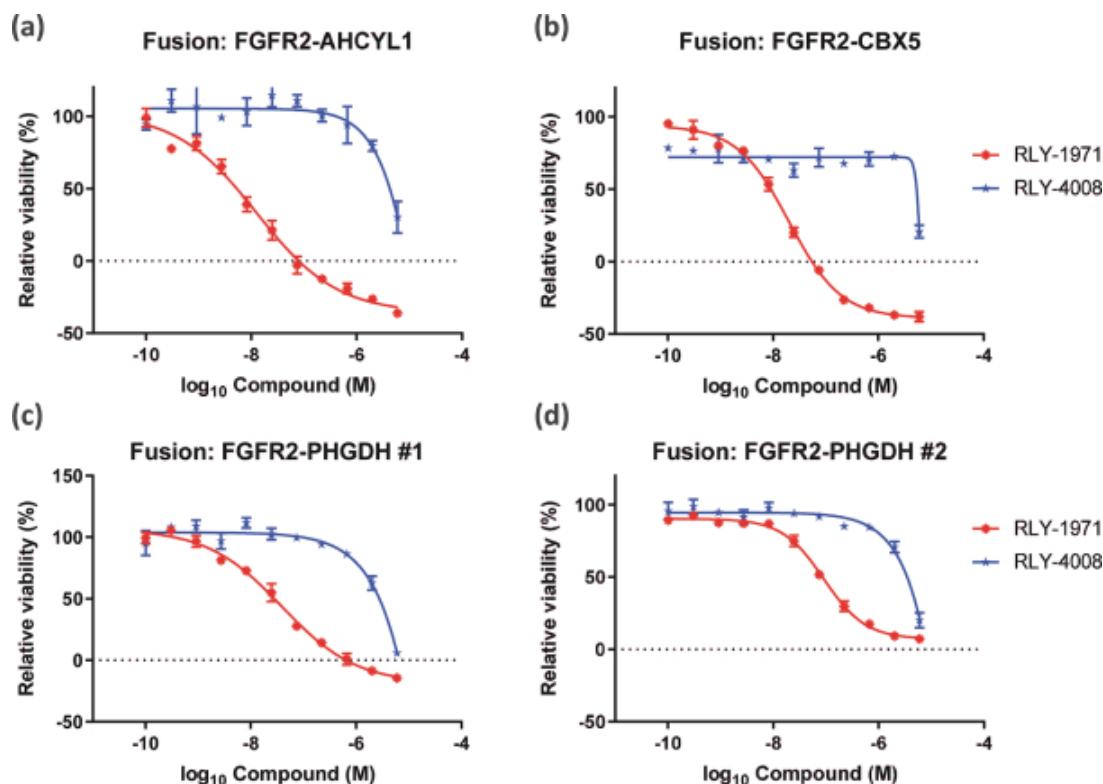 (a)
Fusion: FGFR2-AHCYL1
Relative viability (%)
100
50
0
-50
-10
-8
-6
-4
log10 Compound (M)
(b)
Fusion: FGFR2-CBX5
Relative viability (%)
100
50
0
-50
-10
-8
-6
-4
log10 Compound (M)
RLY-1971
RLY-4008
(c)
Fusion: FGFR2-PHGDH #1
Relative viability (%)
150
100
50
0
-50
-10
-8
-6
-4
log10 Compound (M)
(d)
Fusion: FGFR2-PHGDH #2
Relative viability (%)
100
50
0
-50
-10
-8
-6
-4
log10 Compound (M)
RLY-1971
RLY-4008